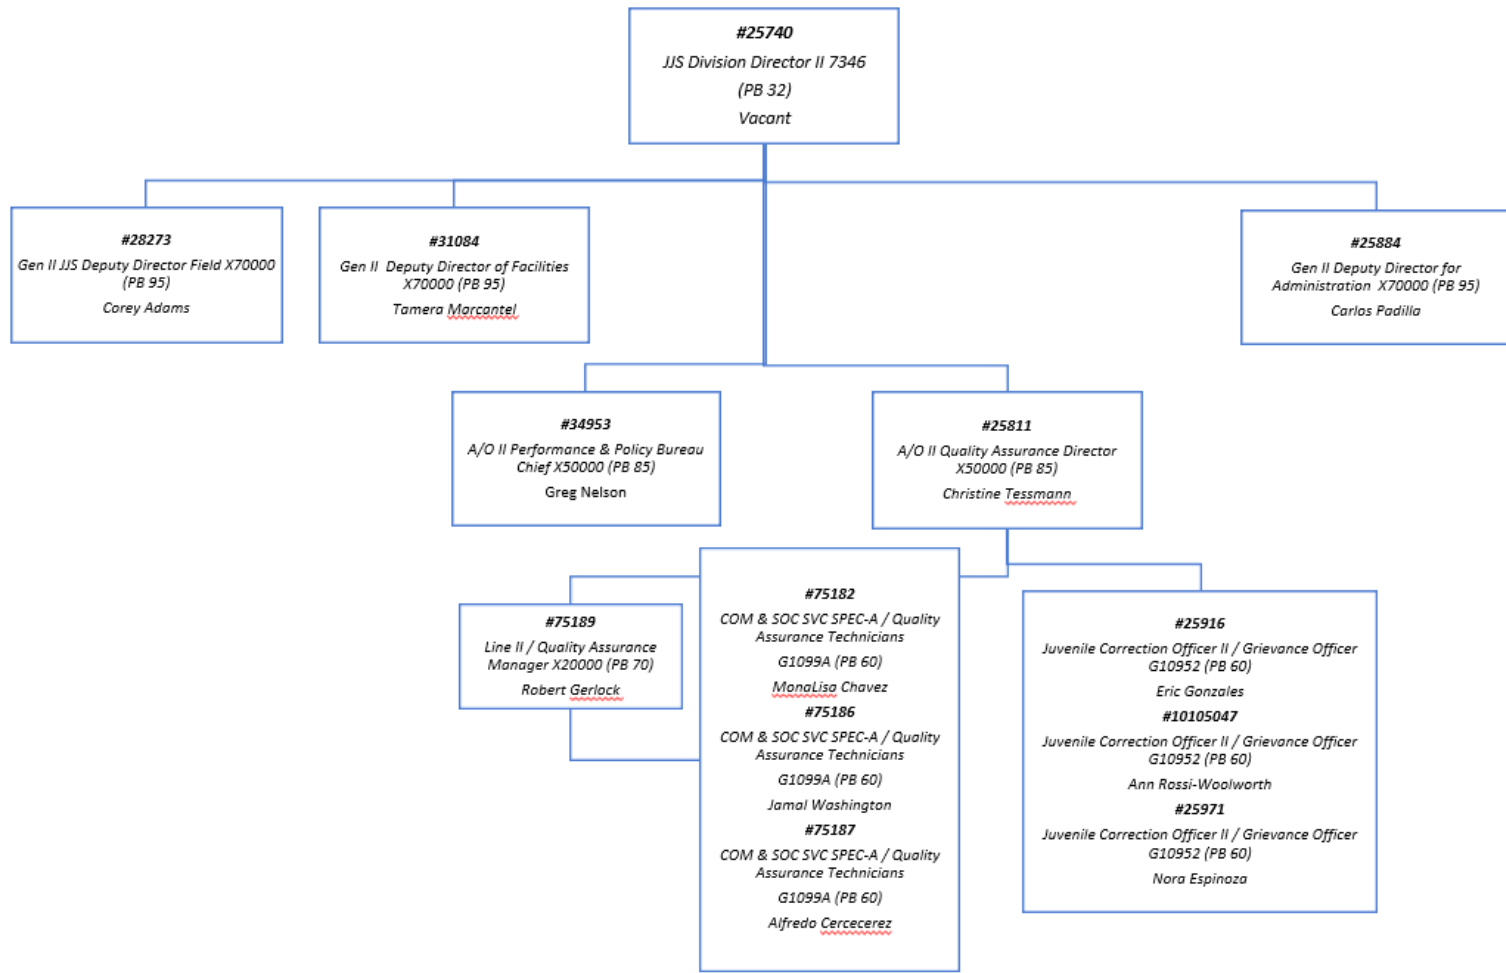 #25740
JJS Division Director II 7346
(PB 32)
Vacant
#28273
Gen II JJS Deputy Director Field X70000
(PB 95)
Corey Adams
#31084
Gen II Deputy Director of Facilities
X70000 (PB 95)
Tamera Marcantel
#25884
Gen II Deputy Director for
Administration X70000 (PB 95)
Carlos Padilla
#34953
A/O II Performance & Policy Bureau
Chief X50000 (PB 85)
Greg Nelson
#25811
A/O II Quality Assurance Director
X50000 (PB 85)
Christine Tessmann
#75189
Line II / Quality Assurance
Manager X20000 (PB 70)
Robert Gerlock
#75182
COM & SOC SVC SPEC-A / Quality
Assurance Technicians
G1099A (PB 60)
MonaLisa Chavez
#75186
COM & SOC SVC SPEC-A / Quality
Assurance Technicians
G1099A (PB 60)
Jamal Washington
#75187
COM & SOC SVC SPEC-A / Quality
Assurance Technicians
G1099A (PB 60)
Alfredo Cercecerez
#25916
Juvenile Correction Officer II / Grievance Officer
G10952 (PB 60)
Eric Gonzales
#10105047
Juvenile Correction Officer II / Grievance Officer
G10952 (PB 60)
Ann Rossi-Woolworth
#25971
Juvenile Correction Officer II / Grievance Officer
G10952 (PB 60)
Nora Espinoza